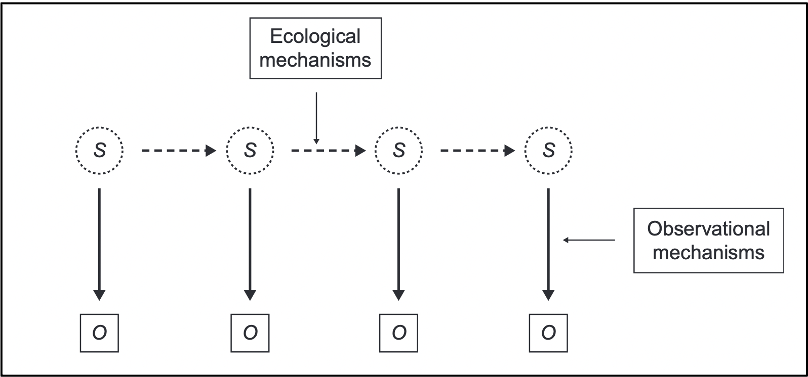 Ecological
mechanisms
S S S S
Observational
mechanisms
O O O O